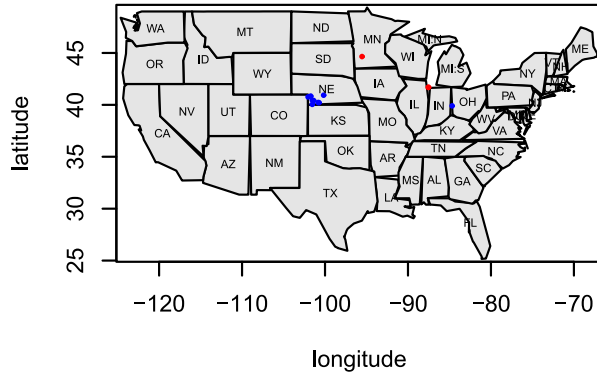 WA
MT
ND
MN
ME
OR
ID
SD
WI
MI.N
MI.S
NY
WY
IA
NE
PA
NV
UT
CO
IL
IN
OH
CA
KS
MO
WV
VA
KY
AZ
NM
OK
AR
TN
NC
SC
TX
LA
MS
AL
GA
FL
45
40
35
30
25
latitude
−120
−110
−100
−90
−80
−70
longitude